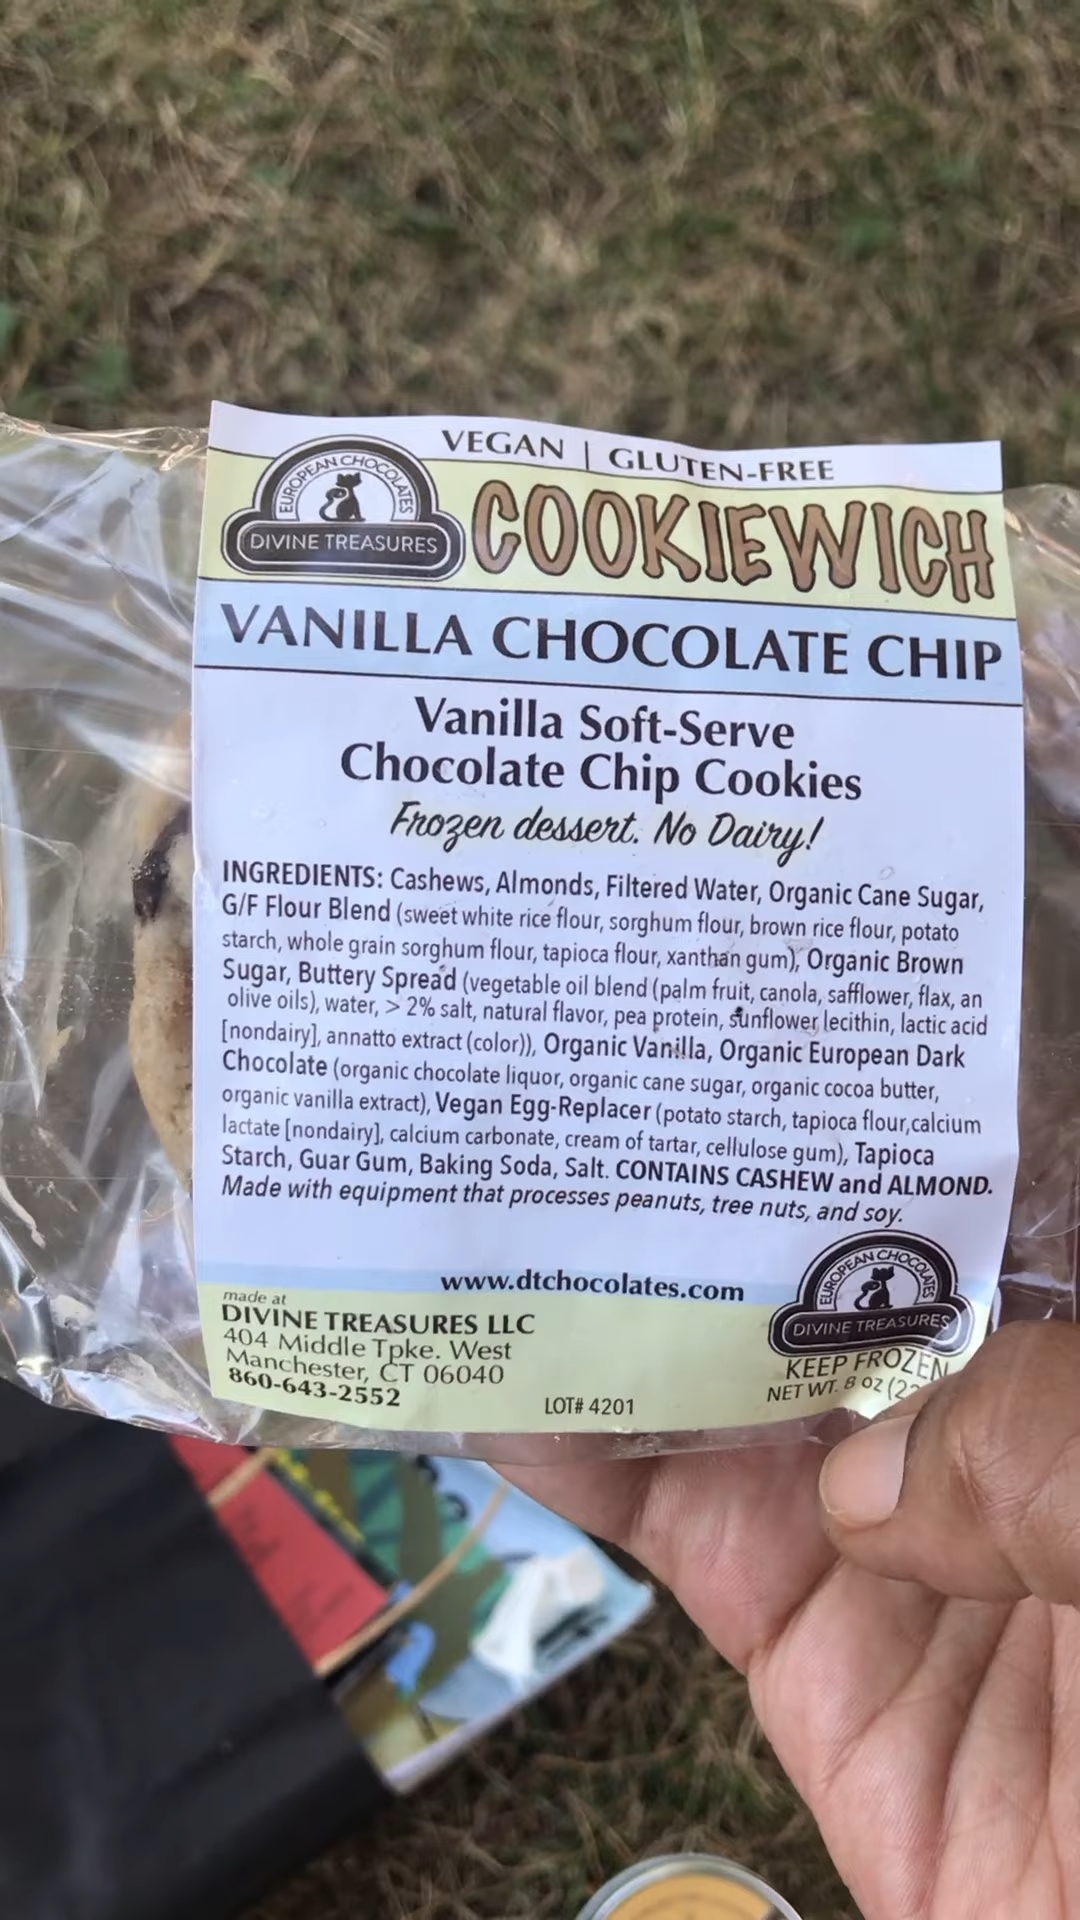 VEGAN | GLUTEN-FREE
EUROPEAN CHOCOLATES
DIVINE TREASURES
COOKIEWICH
VANILLA CHOCOLATE CHIP
Vanilla Soft-Serve
Chocolate Chip Cookies
Frozen dessert. No Dairy!
INGREDIENTS: Cashews, Almonds, Filtered Water, Organic Cane Sugar,
G/F Flour Blend (sweet white rice flour, sorghum flour, brown rice flour, potato
starch, whole grain sorghum flour, tapioca flour, xanthan gum), Organic Brown
Sugar, Buttery Spread (vegetable oil blend (palm fruit, canola, safflower, flax, an
olive oils), water, > 2% salt, natural flavor, pea protein, sunflower lecithin, lactic acid
[nondairy], annatto extract (color)), Organic Vanilla, Organic European Dark
Chocolate (organic chocolate liquor, organic cane sugar, organic cocoa butter,
organic vanilla extract), Vegan Egg-Replacer (potato starch, tapioca flour,calcium
lactate [nondairy], calcium carbonate, cream of tartar, cellulose gum), Tapioca
Starch, Guar Gum, Baking Soda, Salt. CONTAINS CASHEW and ALMOND.
Made with equipment that processes peanuts, tree nuts, and soy.
www.dtchocolates.com
made at
DIVINE TREASURES LLC
404 Middle Tpke. West
Manchester, CT 06040
860-643-2552
LOT# 4201
EUROPEAN CHOCOLATES
DIVINE TREASURES
KEEP FROZEN
NET WT. 8 OZ